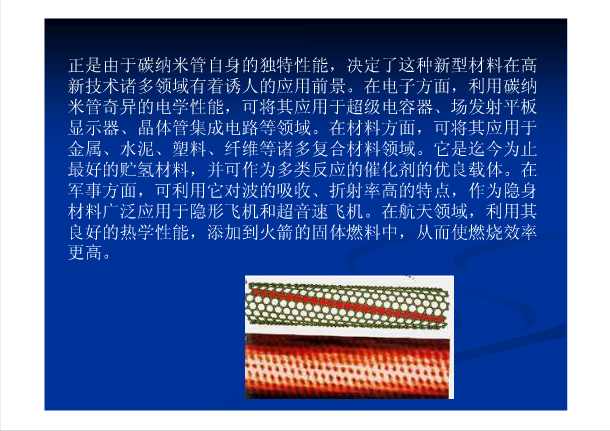 正是由于碳纳米管自身的独特性能，决定了这种新型材料在高
新技术诸多领域有着诱人的应用前景。在电子方面，利用碳纳
米管奇异的电学性能，可将其应用于超级电容器、场发射平板
显示器、晶体管集成电路等领域。在材料方面，可将其应用于
金属、水泥、塑料、纤维等诸多复合材料领域。它是迄今为止
最好的贮氢材料，并可作为多类反应的催化剂的优良载体。在
军事方面，可利用它对波的吸收、折射率高的特点，作为隐身
材料广泛应用于隐形飞机和超音速飞机。在航天领域，利用其
良好的热学性能，添加到火箭的固体燃料中，从而使燃烧效率
更高。